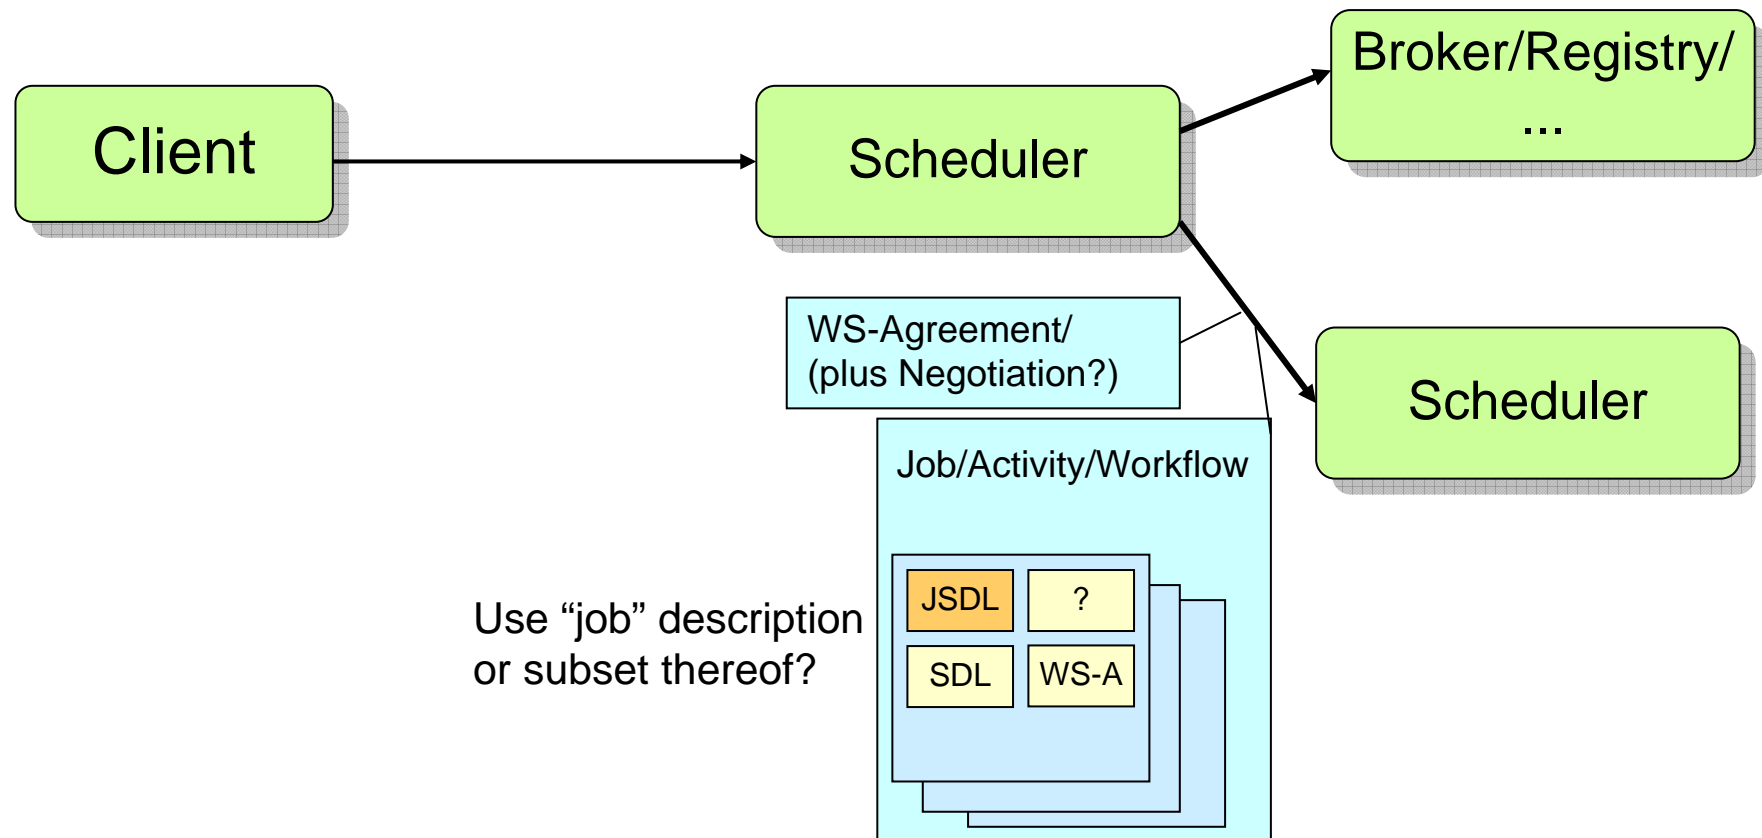 Client
Scheduler
Broker/Registry/
...
WS-Agreement/
(plus Negotiation?)
Scheduler
Job/Activity/Workflow
JSDL
?
SDL
WS-A
Use “job” description
or subset thereof?